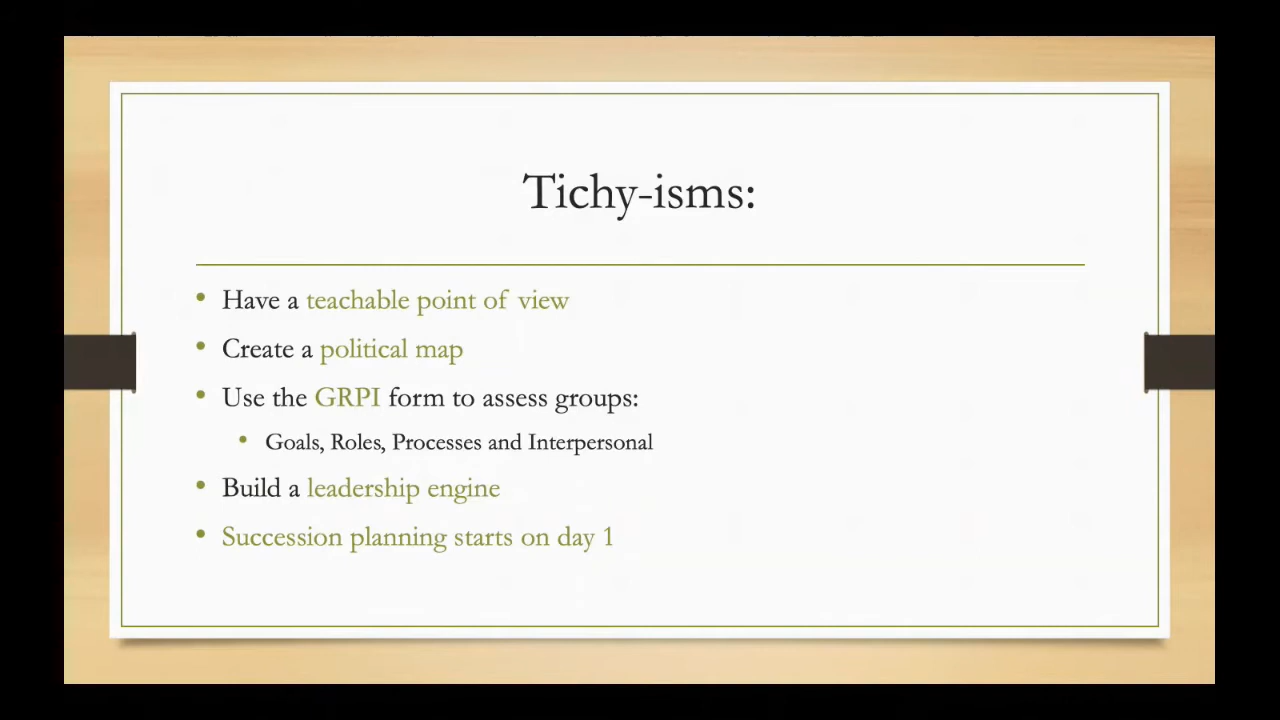 Tichy-isms:
• Have a teachable point of view
• Create a political map
• Use the GRPI form to assess groups:
• Goals, Roles, Processes and Interpersonal
• Build a leadership engine
• Succession planning starts on day 1